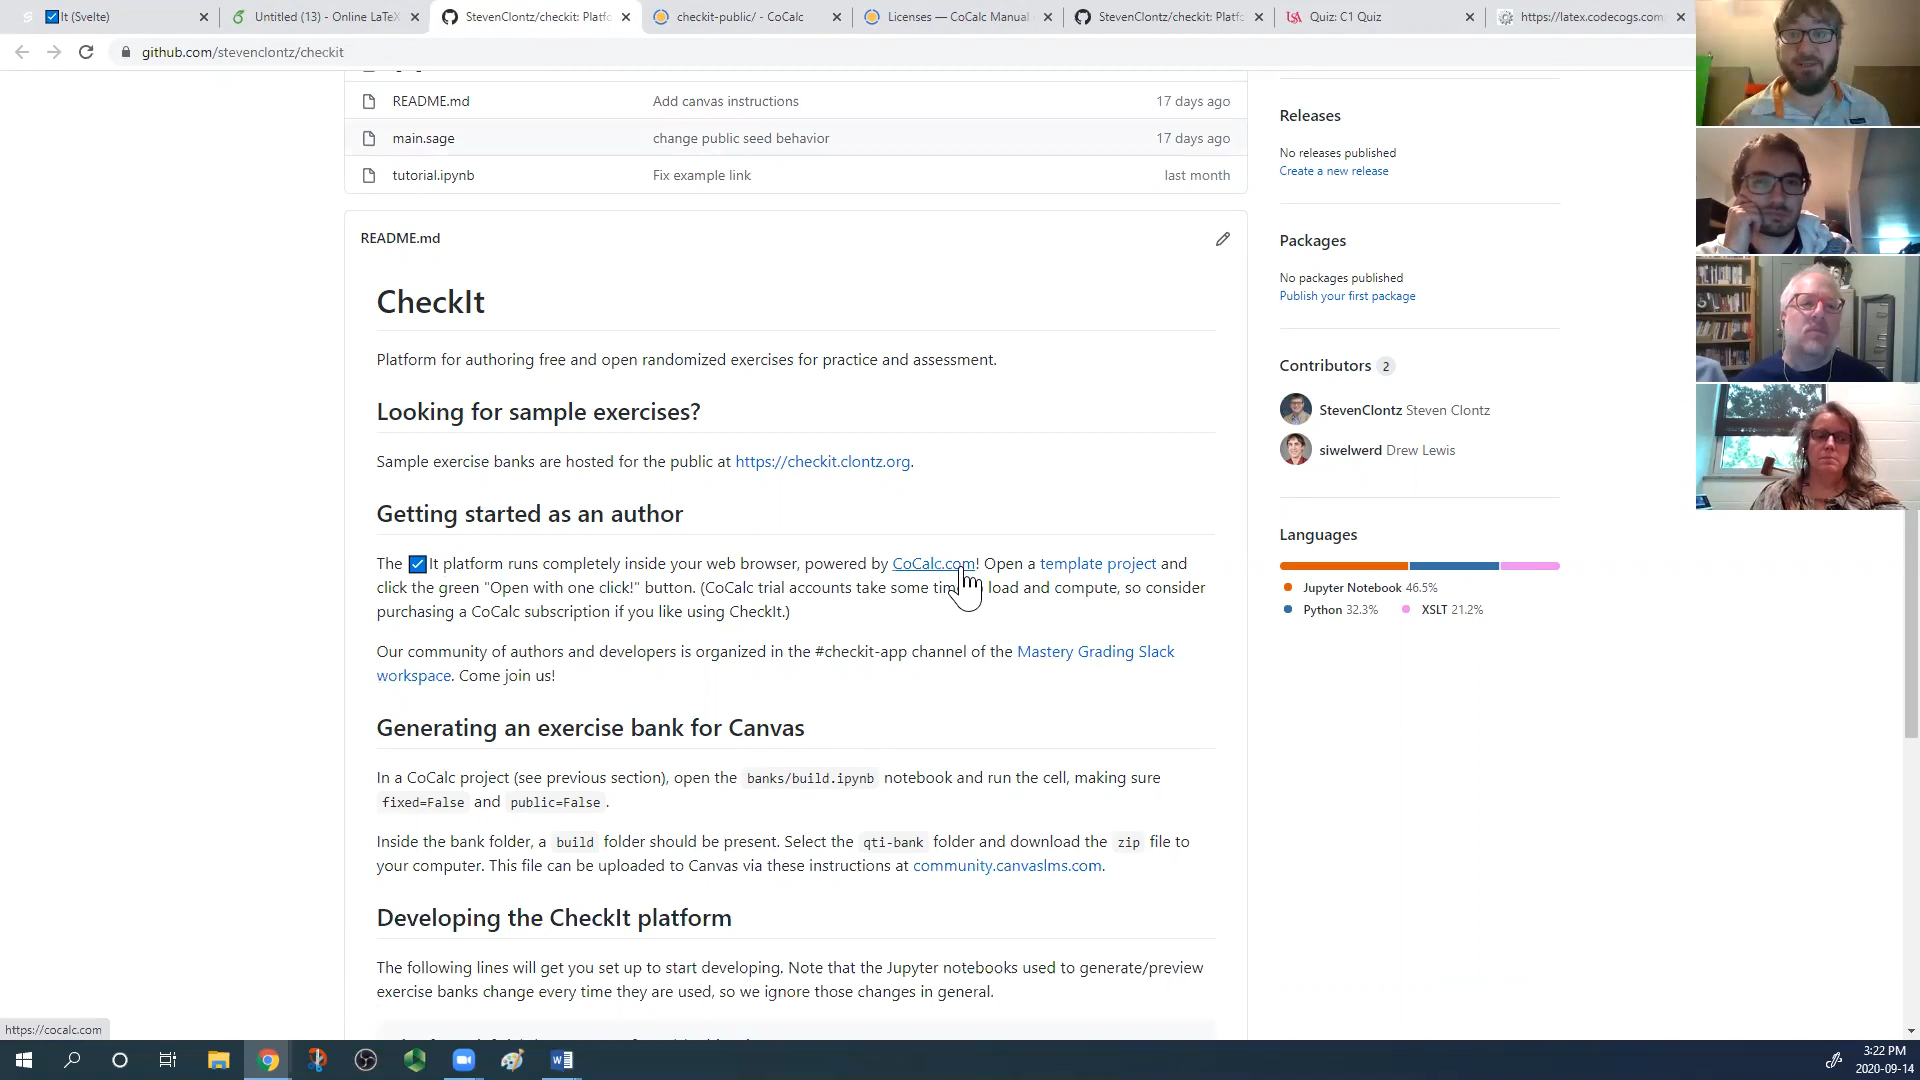 It (Svelte)
Untitled (13) - Online LaTeX
StevenClontz/checkit: Platfo
checkit-public/ - CoCalc
Licenses — CoCalc Manual
StevenClontz/checkit: Platfo
USA
Quiz: C1 Quiz
https://latex.codecogs.com
github.com/stevenclontz/checkit
README.md
Add canvas instructions
17 days ago
main.sage
change public seed behavior
17 days ago
tutorial.ipynb
Fix example link
last month
README.md
CheckIt
Platform for authoring free and open randomized exercises for practice and assessment.
Looking for sample exercises?
Sample exercise banks are hosted for the public at https://checkit.clontz.org.
Getting started as an author
The ☑It platform runs completely inside your web browser, powered by CoCalc.com! Open a template project and
click the green "Open with one click!" button. (CoCalc trial accounts take some tim load and compute, so consider
purchasing a CoCalc subscription if you like using CheckIt.)
Our community of authors and developers is organized in the #checkit-app channel of the Mastery Grading Slack
workspace. Come join us!
Generating an exercise bank for Canvas
In a CoCalc project (see previous section), open the banks/build.ipynb notebook and run the cell, making sure
fixed=False and public=False.
Inside the bank folder, a build folder should be present. Select the qti-bank folder and download the zip file to
your computer. This file can be uploaded to Canvas via these instructions at community.canvaslms.com.
Developing the CheckIt platform
The following lines will get you set up to start developing. Note that the Jupyter notebooks used to generate/preview
exercise banks change every time they are used, so we ignore those changes in general.
Releases
No releases published
Create a new release
Packages
No packages published
Publish your first package
Contributors 2
StevenClontz Steven Clontz
siwelwerd Drew Lewis
Languages
Jupyter Notebook 46.5%
Python 32.3%
XSLT 21.2%
https://cocalc.com
3:22 PM
2020-09-14